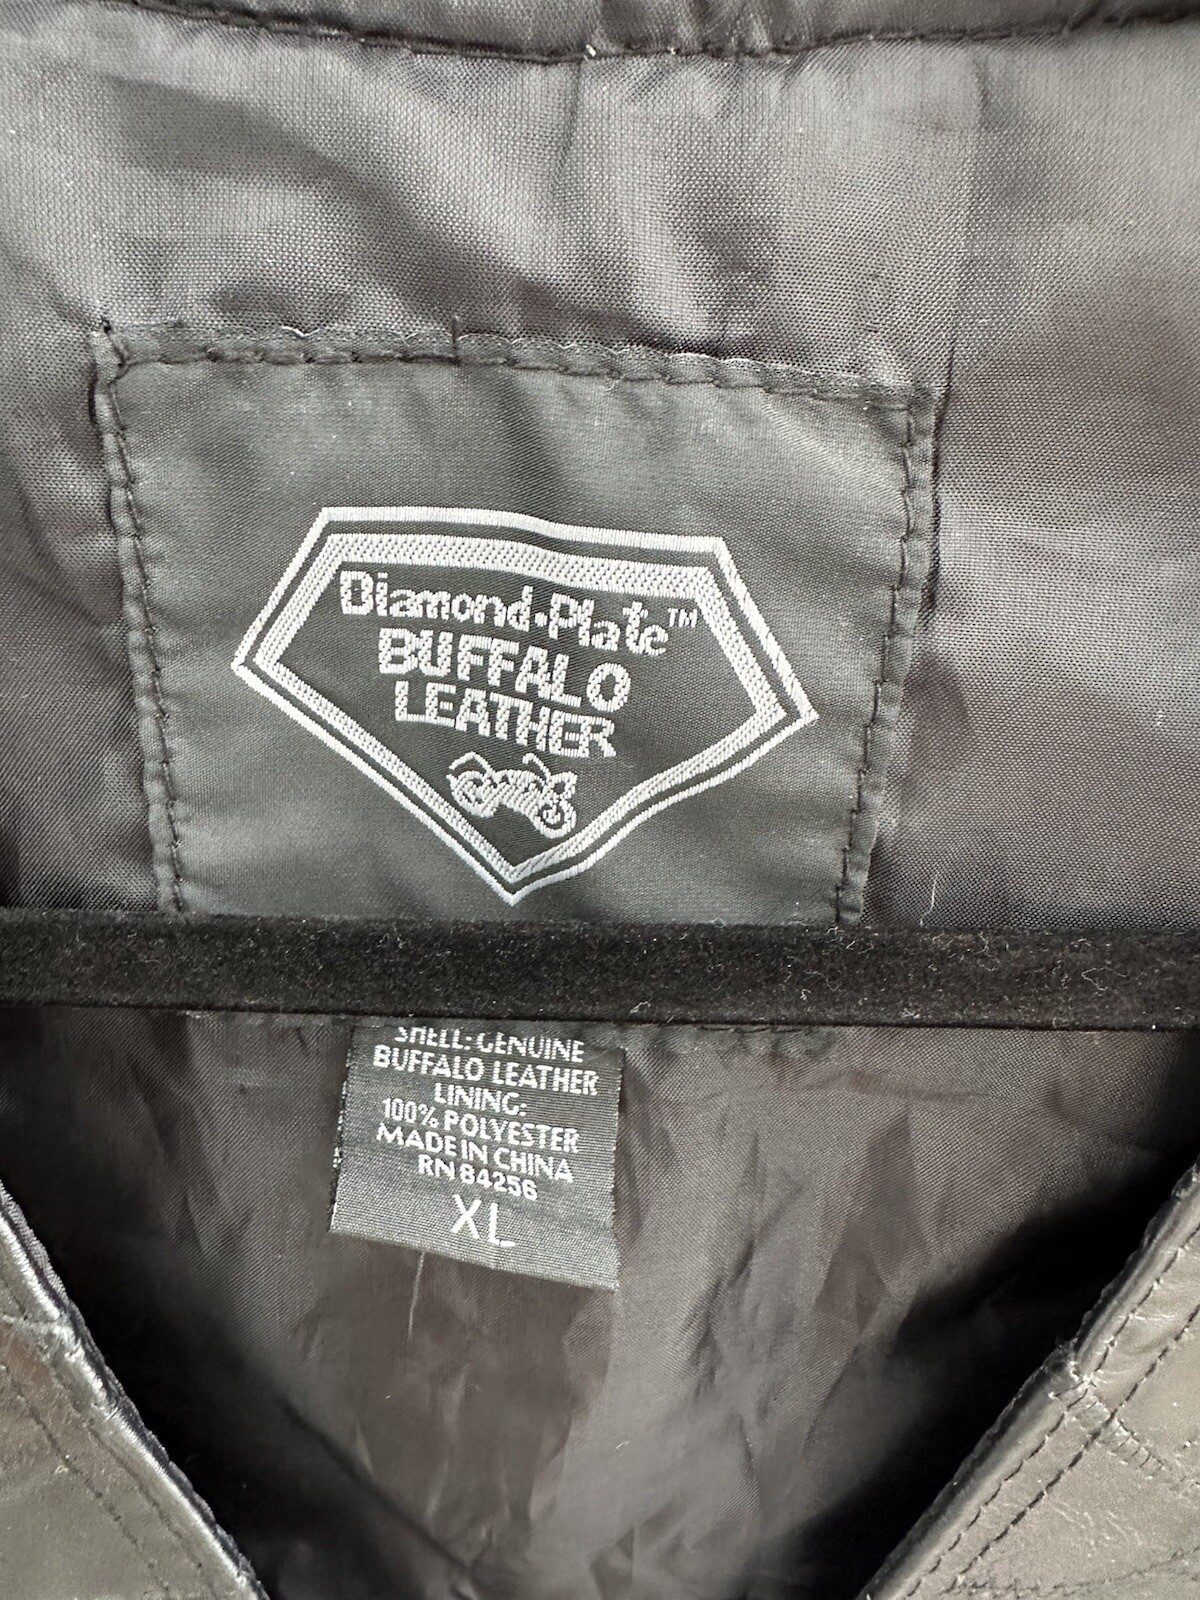 Diamond-Plate™
BUFFALO
LEATHER
SHELL: GENUINE
BUFFALO LEATHER
LINING:
100% POLYESTER
MADE IN CHINA
RN 84256
XL